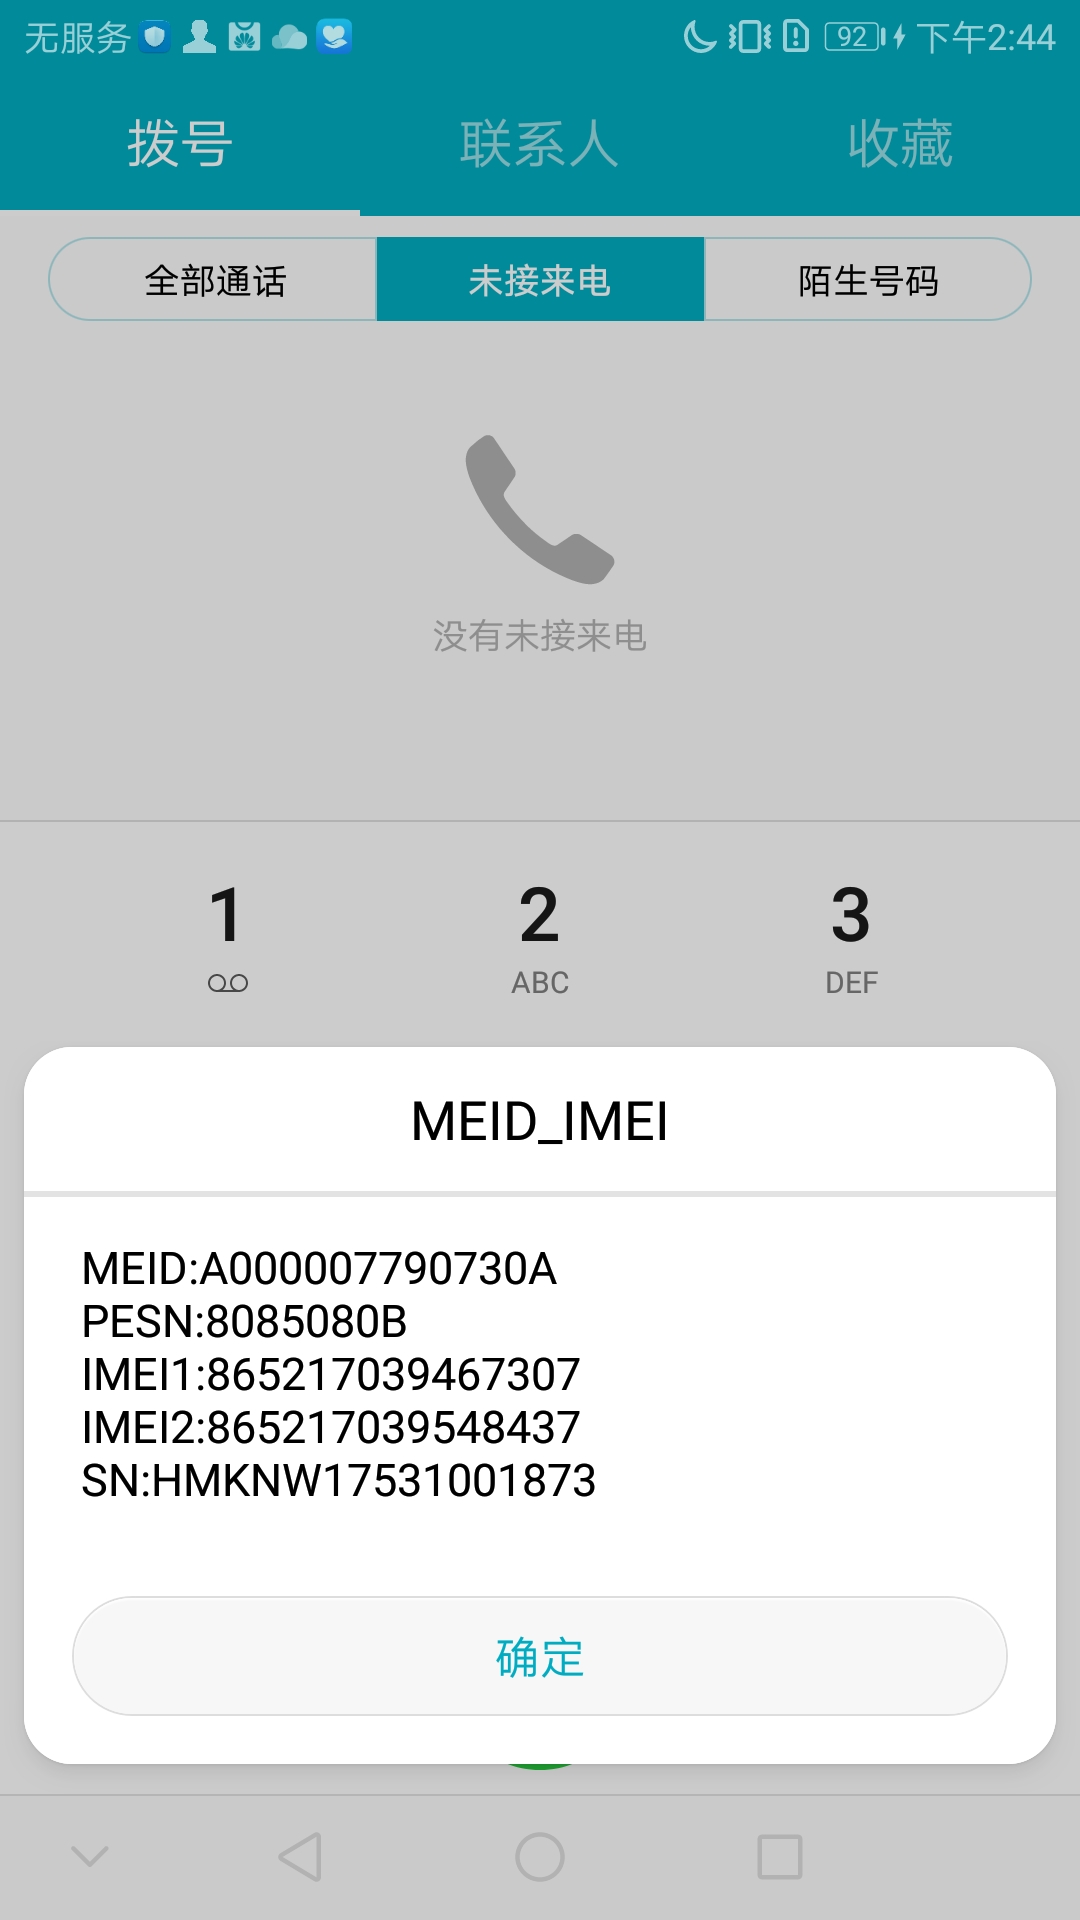 无服务 92 下午2:44
拨号 联系人 收藏
全部通话 未接来电 陌生号码
没有未接来电
1 2 3
ABC DEF
MEID_IMEI
MEID:A000007790730A
PESN:8085080B
IMEI1:865217039467307
IMEI2:865217039548437
SN:HMKNW17531001873
确定